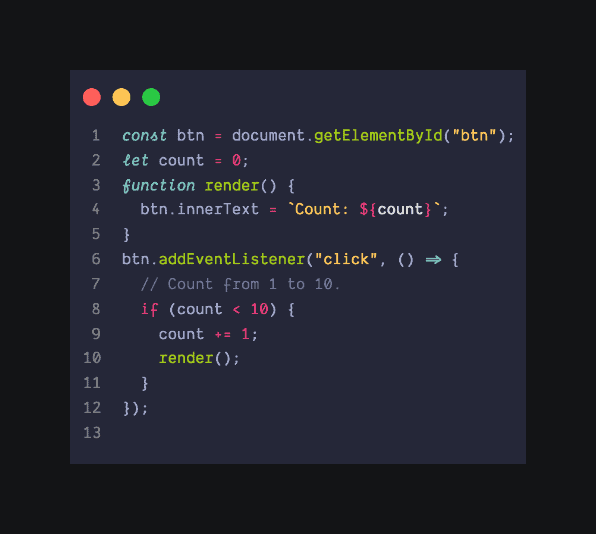 1 const btn = document.getElementById("btn");
2 let count = 0;
3 function render() {
4   btn.innerText = `Count: ${count}`;
5 }
6 btn.addEventListener("click", () => {
7   // Count from 1 to 10.
8   if (count < 10) {
9     count += 1;
10     render();
11   }
12 });
13